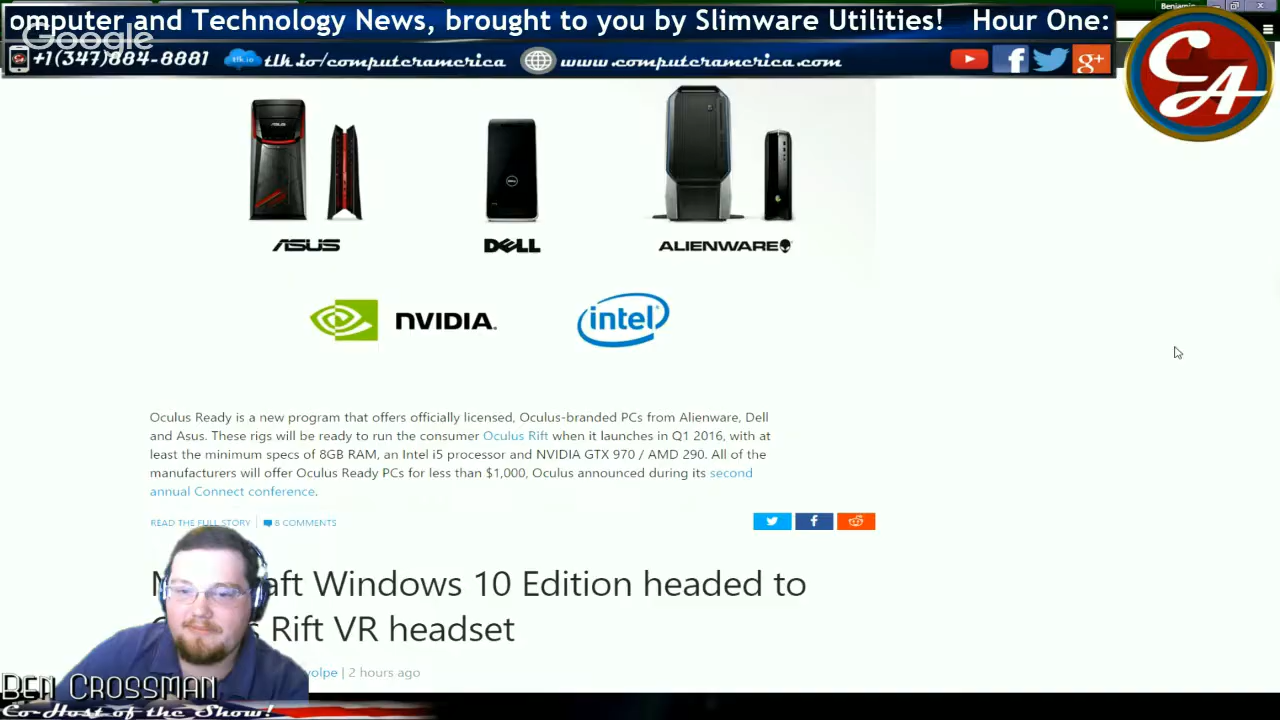 omputer and Technology News, brought to you by Slimware Utilities! Hour One:
Benjamin
Google
+1(347)884-8881
tlk.io
tlk.io/computeramerica
www.computeramerica.com
f
g+
CA
ASUS
DELL
ALIENWARE
NVIDIA.
intel
Oculus Ready is a new program that offers officially licensed, Oculus-branded PCs from Alienware, Dell
and Asus. These rigs will be ready to run the consumer Oculus Rift when it launches in Q1 2016, with at
least the minimum specs of 8GB RAM, an Intel i5 processor and NVIDIA GTX 970 / AMD 290. All of the
manufacturers will offer Oculus Ready PCs for less than $1,000, Oculus announced during its second
annual Connect conference.
READ THE FULL STORY | 8 COMMENTS
aft Windows 10 Edition headed to
Rift VR headset
volpe | 2 hours ago
BEN CROSSMAN
Co-Host of the Show!